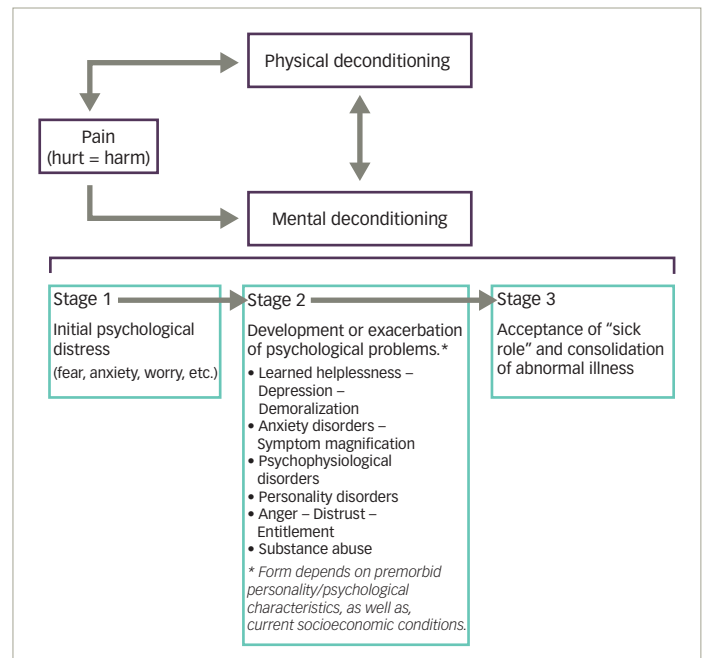 Physical deconditioning
Pain
(hurt = harm)
Mental deconditioning
Stage 1
Initial psychological
distress
(fear, anxiety, worry, etc.)
Stage 2
Development or exacerbation
of psychological problems.*
• Learned helplessness –
Depression –
Demoralization
• Anxiety disorders –
Symptom magnification
• Psychophysiological
disorders
• Personality disorders
• Anger – Distrust –
Entitlement
• Substance abuse
* Form depends on premorbid
personality/psychological
characteristics, as well as,
current socioeconomic conditions.
Stage 3
Acceptance of “sick
role” and consolidation
of abnormal illness